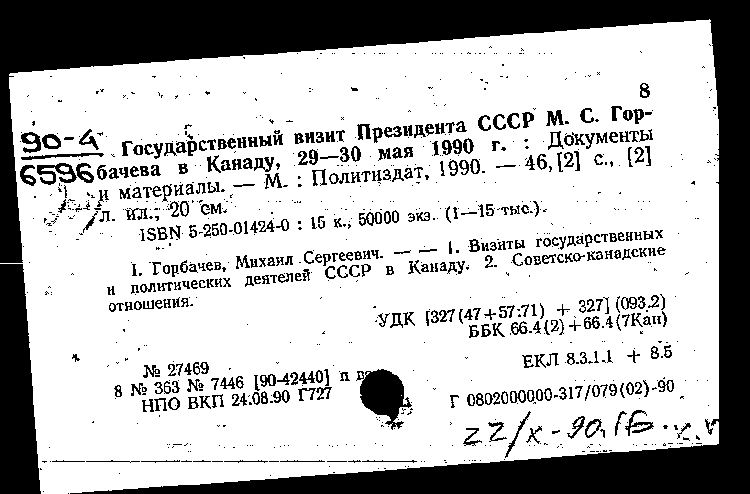 8
90-4 Государственный визит Президента СССР М. С. Гор-
6596 бачева в Канаду, 29—30 мая 1990 г. : Документы
и материалы. — М. : Политиздат, 1990. — 46, [2] с., [2]
л. ил.; 20 см.
ISBN 5-250-01424-0 : 15 к., 50000 экз. (1—15 тыс.).
1. Горбачев, Михаил Сергеевич. — — 1. Визиты государственных
и политических деятелей СССР в Канаду. 2. Советско-канадские
отношения.
УДК [327(47+57:71) + 327] (093.2)
ББК 66.4(2)+66.4(7Кан)
№ 27469
ЕКЛ 8.3.1.1 + 8.5
8 № 363 № 7446 [90-42440] п
НПО ВКП 24.08.90 Г727
Г 0802000000-317/079(02)-90
22/X-90